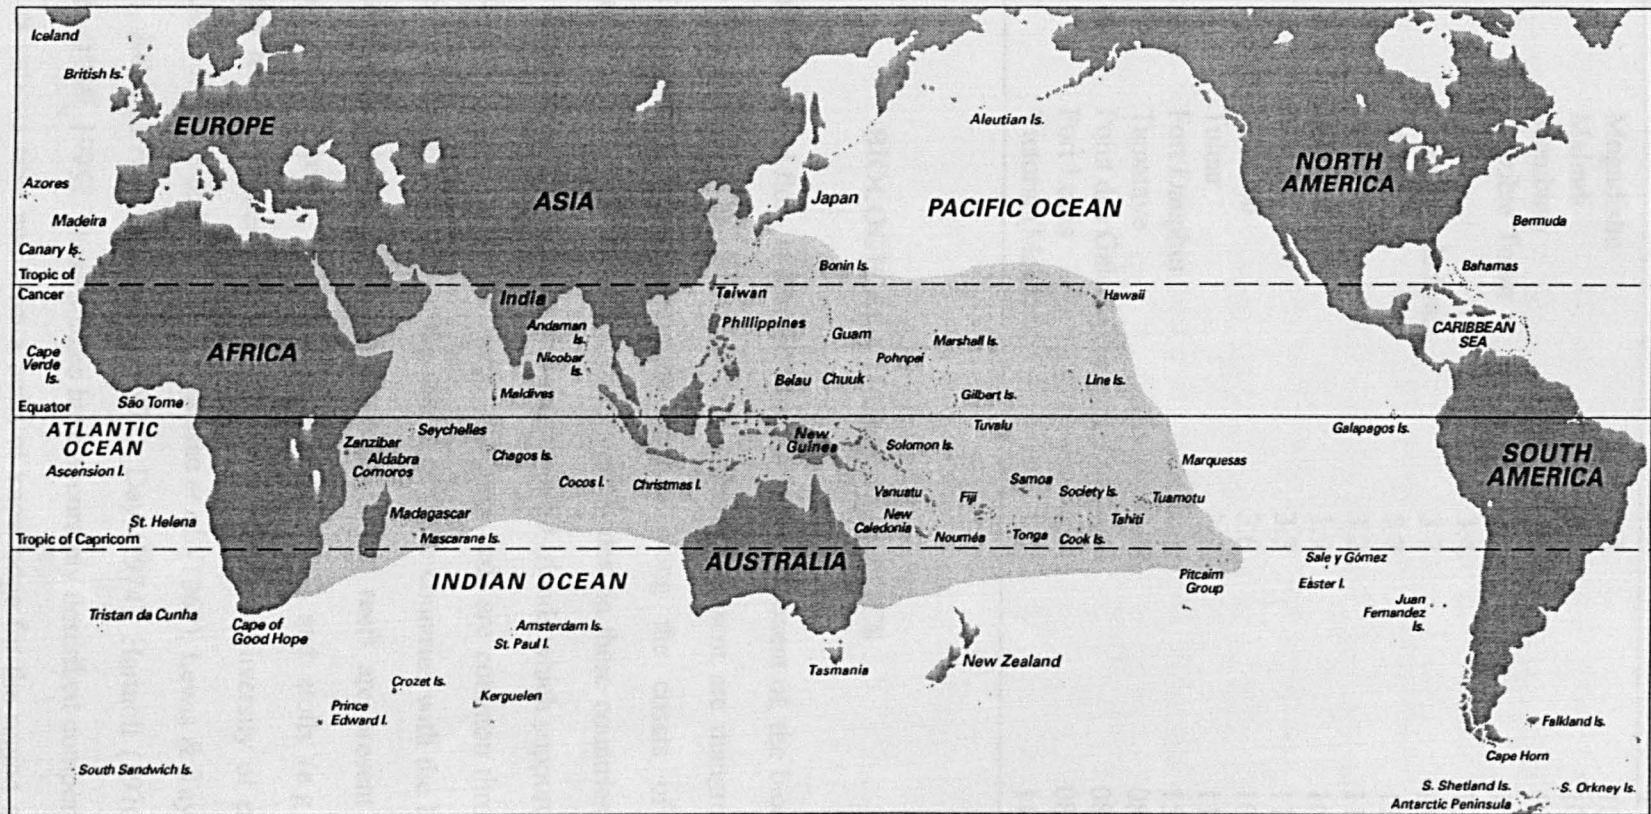 Iceland
British Is.
EUROPE
Azores
Madeira
Canary Is.
Tropic of
Cancer
ASIA
Japan
PACIFIC OCEAN
Aleutian Is.
NORTH
AMERICA
Bermuda
Bahamas
Bonin Is.
Hawaii
India
Taiwan
Andaman
Is.
Phillippines
Guam
Marshall Is.
CARIBBEAN
SEA
AFRICA
Cape
Verde
Is.
Nicobar
Is.
Pohnpei
Maldives
Belau
Chuuk
Line Is.
Gilbert Is.
Equator
São Tome
ATLANTIC
OCEAN
Ascension I.
Seychelles
Zanzibar
Aldabra
Comoros
Chagos Is.
Cocos I.
Christmas I.
New
Guinea
Solomon Is.
Tuvalu
Galapagos Is.
SOUTH
AMERICA
Marquesas
Samoa
Society Is.
Tuamotu
Vanuatu
Fiji
Tahiti
New
Caledonia
Nouméa
Tonga
Cook Is.
St. Helena
Madagascar
Mascarane Is.
Tropic of Capricorn
INDIAN OCEAN
AUSTRALIA
Pitcairn
Group
Sale y Gómez
Easter I.
Juan
Fernandez
Is.
Tristan da Cunha
Cape of
Good Hope
Amsterdam Is.
St. Paul I.
Tasmania
New Zealand
Crozet Is.
Prince
Edward I.
Kerguelen
Falkland Is.
Cape Horn
South Sandwich Is.
S. Shetland Is.
S. Orkney Is.
Antarctic Peninsula